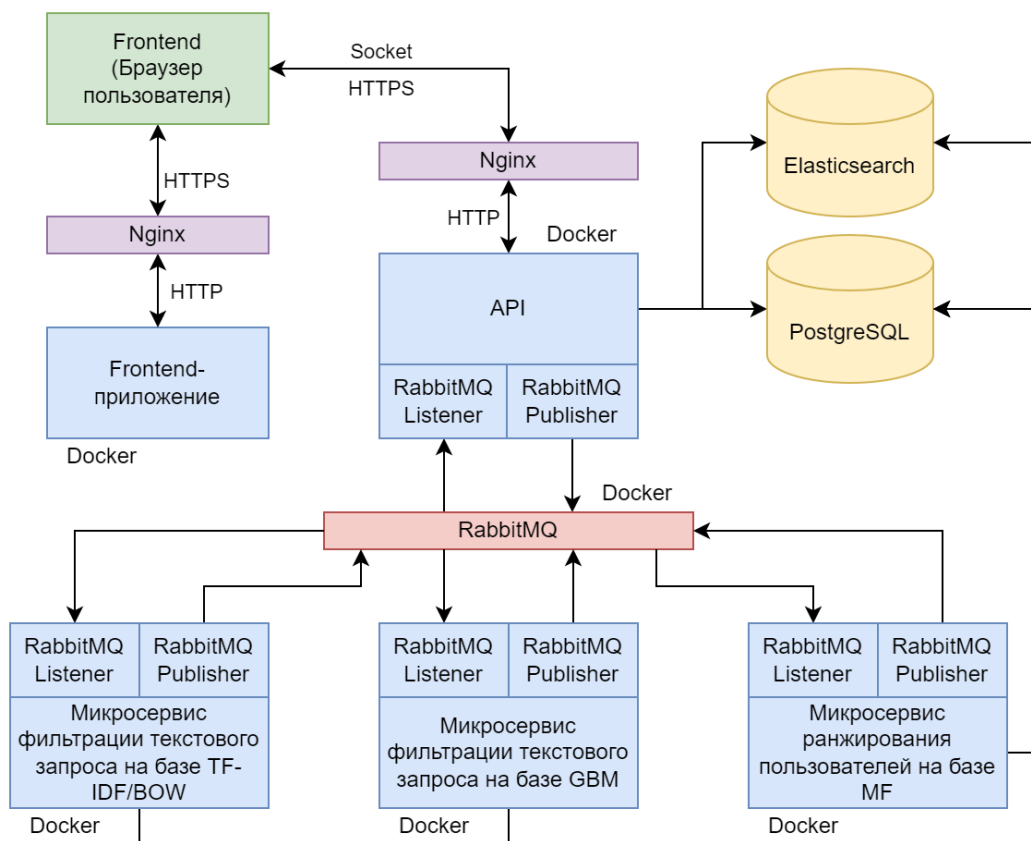 Frontend
(Браузер
пользователя)
Socket
HTTPS
HTTPS
Nginx
HTTP
Frontend-
приложение
Docker
Nginx
HTTP
Docker
API
RabbitMQ
Listener
RabbitMQ
Publisher
Elasticsearch
PostgreSQL
Docker
RabbitMQ
RabbitMQ
Listener
RabbitMQ
Publisher
Микросервис
фильтрации текстового
запроса на базе TF-
IDF/BOW
Docker
RabbitMQ
Listener
RabbitMQ
Publisher
Микросервис
фильтрации текстового
запроса на базе GBM
Docker
RabbitMQ
Listener
RabbitMQ
Publisher
Микросервис
ранжирования
пользователей на базе
MF
Docker